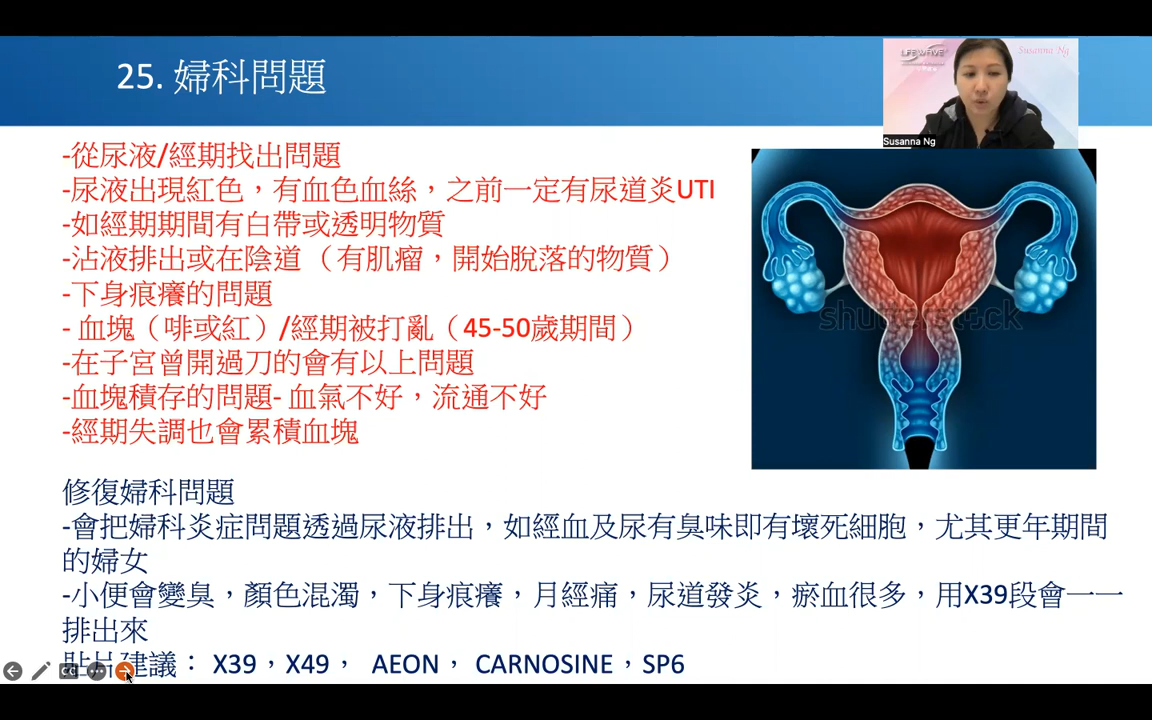 25. 婦科問題
LIFEWAVE
Susanna Ng
Susanna Ng
-從尿液/經期找出問題
-尿液出現紅色，有血色血絲，之前一定有尿道炎UTI
-如經期期間有白帶或透明物質
-沾液排出或在陰道（有肌瘤，開始脫落的物質）
-下身痕癢的問題
- 血塊（啡或紅）/經期被打亂（45-50歲期間）
-在子宮曾開過刀的會有以上問題
-血塊積存的問題- 血氣不好，流通不好
-經期失調也會累積血塊
修復婦科問題
-會把婦科炎症問題透過尿液排出，如經血及尿有臭味即有壞死細胞，尤其更年期間
的婦女
-小便會變臭，顏色混濁，下身痕癢，月經痛，尿道發炎，瘀血很多，用X39段會一一
排出來
貼片建議： X39，X49， AEON， CARNOSINE，SP6